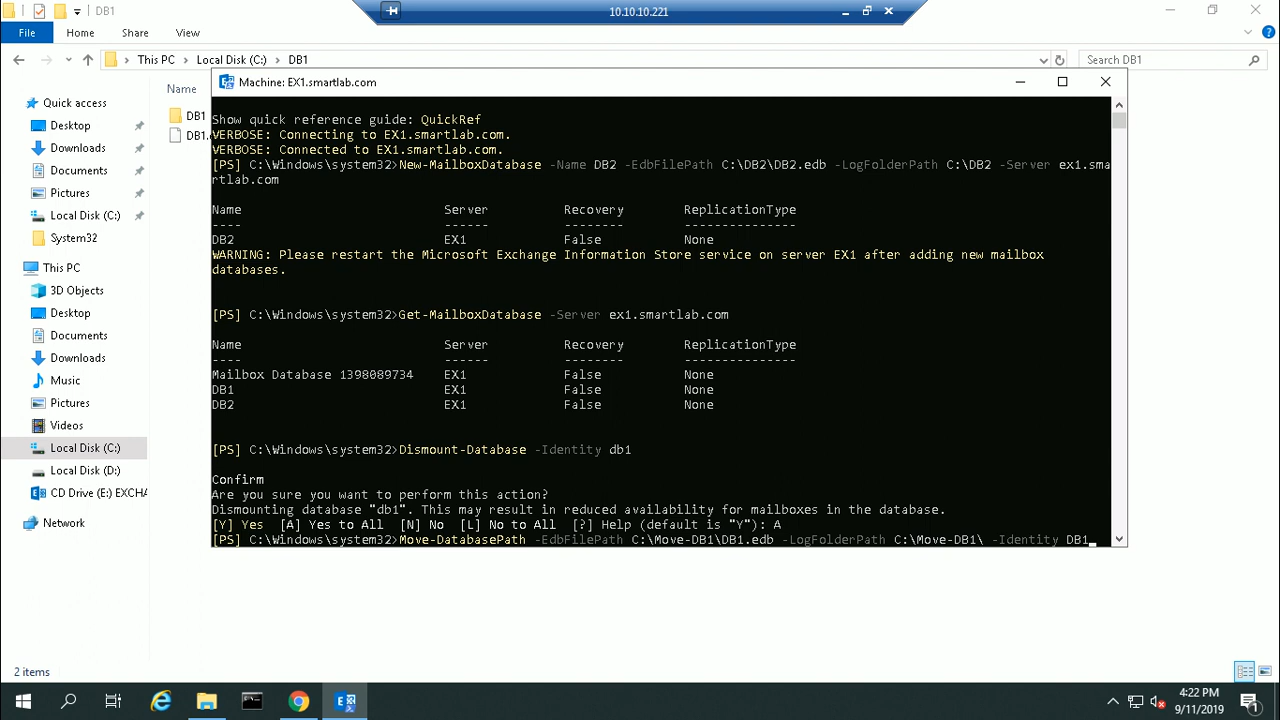 DB1
10.10.10.221
File Home Share View
This PC Local Disk (C:) DB1
Search DB1
Name
Quick access
Desktop
Downloads
Documents
Pictures
Local Disk (C:)
System32
This PC
3D Objects
Desktop
Documents
Downloads
Music
Pictures
Videos
Local Disk (C:)
Local Disk (D:)
CD Drive (E:) EXCHA
Network
DB1
DB1.
Machine: EX1.smartlab.com
Show quick reference guide: QuickRef
VERBOSE: Connecting to EX1.smartlab.com.
VERBOSE: Connected to EX1.smartlab.com.
[PS] C:\Windows\system32>New-MailboxDatabase -Name DB2 -EdbFilePath C:\DB2\DB2.edb -LogFolderPath C:\DB2 -Server ex1.sma
rtlab.com
Name Server Recovery ReplicationType
---- ------ -------- ---------------
DB2 EX1 False None
WARNING: Please restart the Microsoft Exchange Information Store service on server EX1 after adding new mailbox
databases.
[PS] C:\Windows\system32>Get-MailboxDatabase -Server ex1.smartlab.com
Name Server Recovery ReplicationType
---- ------ -------- ---------------
Mailbox Database 1398089734 EX1 False None
DB1 EX1 False None
DB2 EX1 False None
[PS] C:\Windows\system32>Dismount-Database -Identity db1
Confirm
Are you sure you want to perform this action?
Dismounting database "db1". This may result in reduced availability for mailboxes in the database.
[Y] Yes [A] Yes to All [N] No [L] No to All [?] Help (default is "Y"): A
[PS] C:\Windows\system32>Move-DatabasePath -EdbFilePath C:\Move-DB1\DB1.edb -LogFolderPath C:\Move-DB1\ -Identity DB1
2 items
4:22 PM
9/11/2019
1